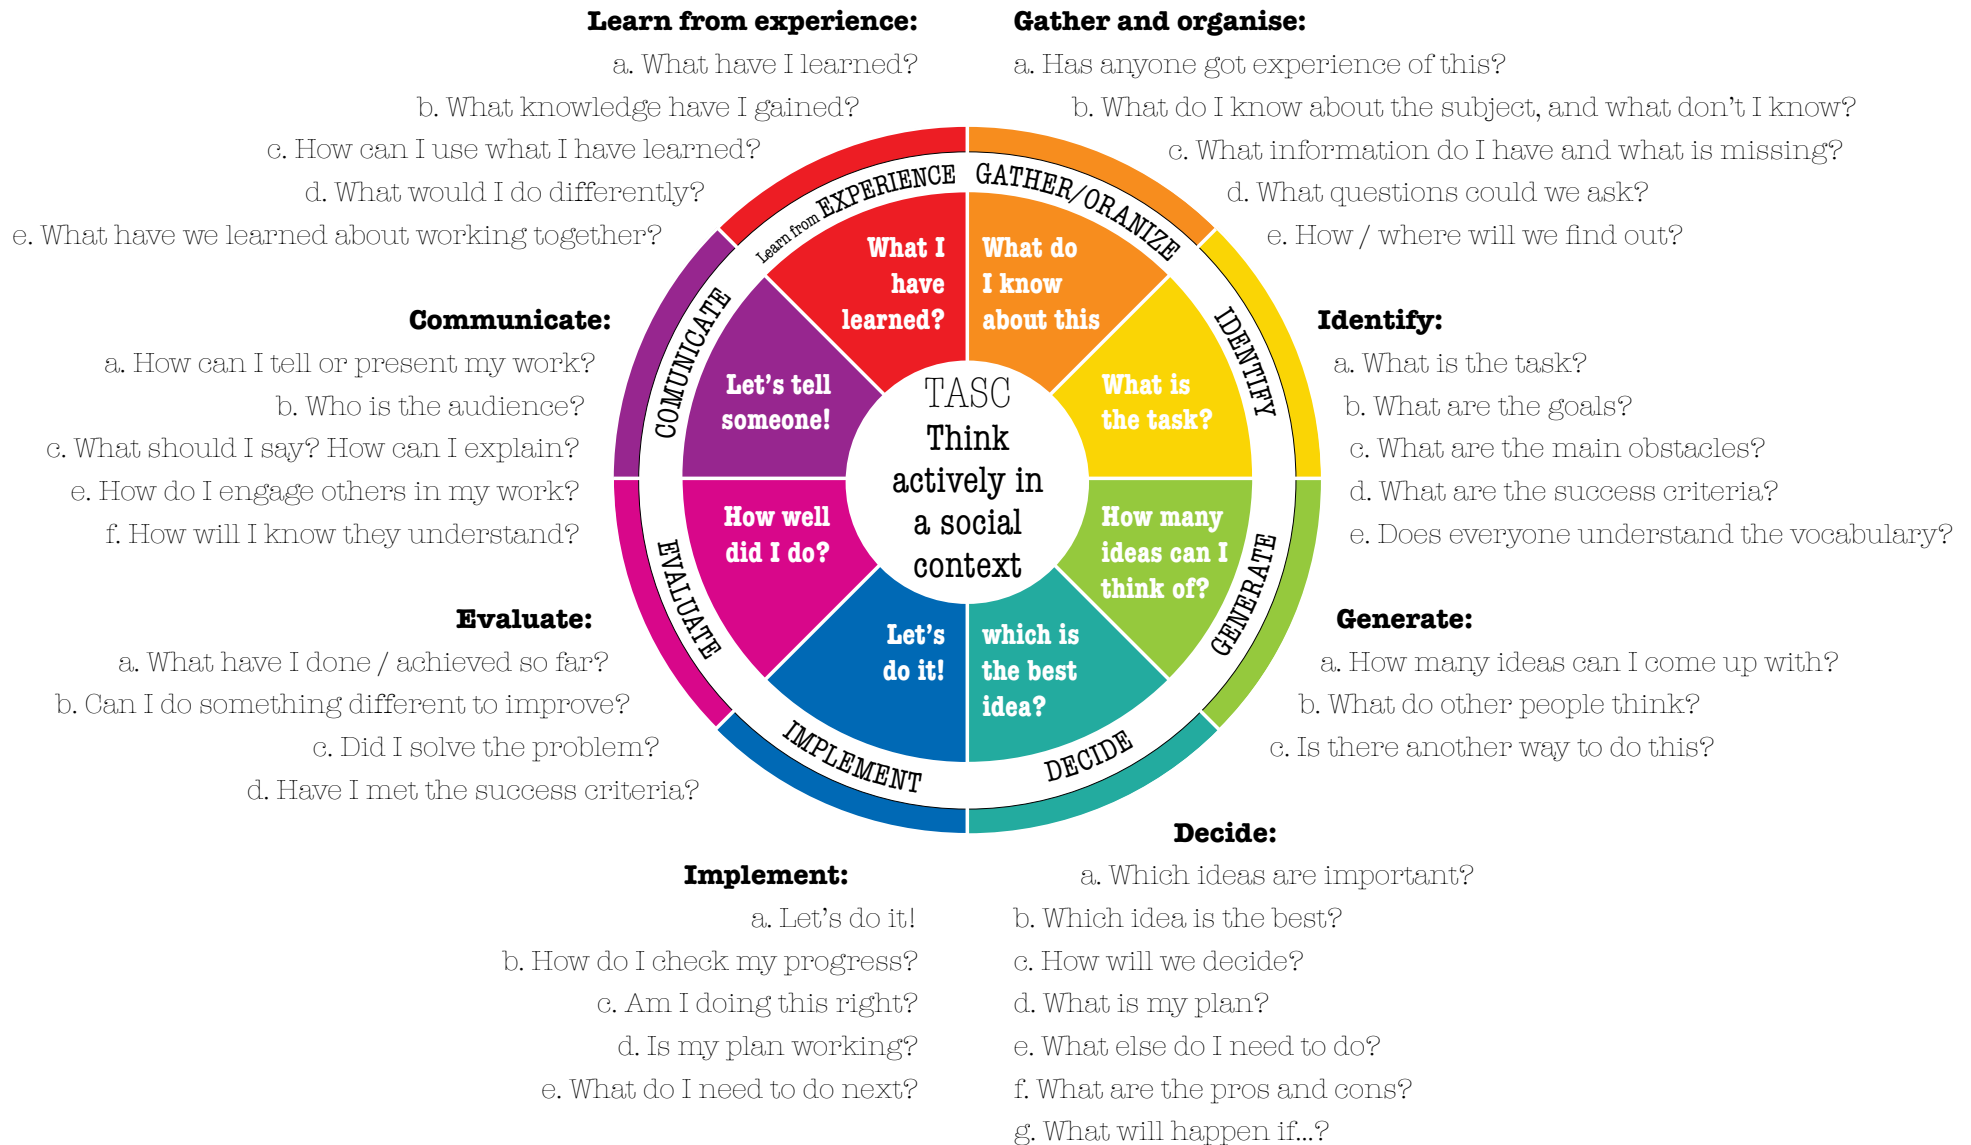 Learn from experience:
a. What have I learned?
b. What knowledge have I gained?
c. How can I use what I have learned?
d. What would I do differently?
e. What have we learned about working together?
Gather and organise:
a. Has anyone got experience of this?
b. What do I know about the subject, and what don't I know?
c. What information do I have and what is missing?
d. What questions could we ask?
e. How / where will we find out?
Identify:
a. What is the task?
b. What are the goals?
c. What are the main obstacles?
d. What are the success criteria?
e. Does everyone understand the vocabulary?
Generate:
a. How many ideas can I come up with?
b. What do other people think?
c. Is there another way to do this?
Decide:
a. Which ideas are important?
b. Which idea is the best?
c. How will we decide?
d. What is my plan?
e. What else do I need to do?
f. What are the pros and cons?
g. What will happen if...?
Implement:
a. Let's do it!
b. How do I check my progress?
c. Am I doing this right?
d. Is my plan working?
e. What do I need to do next?
Evaluate:
a. What have I done / achieved so far?
b. Can I do something different to improve?
c. Did I solve the problem?
d. Have I met the success criteria?
Communicate:
a. How can I tell or present my work?
b. Who is the audience?
c. What should I say? How can I explain?
e. How do I engage others in my work?
f. How will I know they understand?
Learn from EXPERIENCE
GATHER/ORANIZE
IDENTIFY
GENERATE
DECIDE
IMPLEMENT
EVALUATE
COMUNICATE
What I
have
learned?
What do
I know
about this
What is
the task?
How many
ideas can I
think of?
which is
the best
idea?
Let's
do it!
How well
did I do?
Let's tell
someone!
TASC
Think
actively in
a social
context